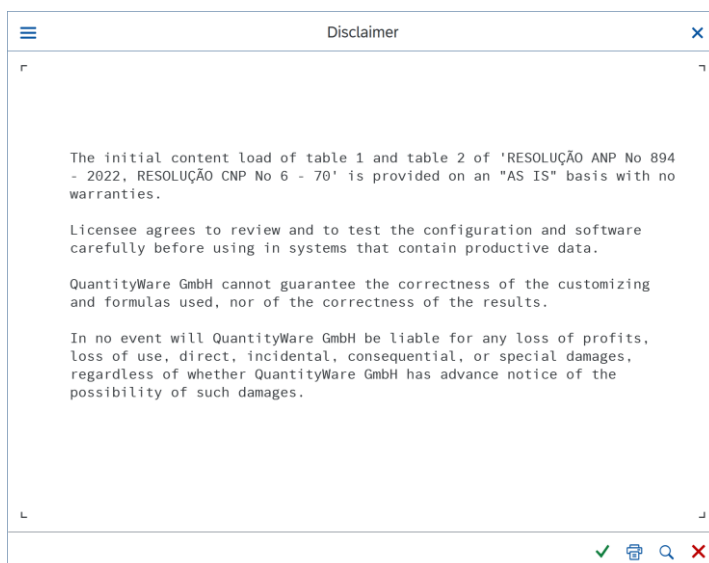 Disclaimer
The initial content load of table 1 and table 2 of 'RESOLUÇÃO ANP No 894
- 2022, RESOLUÇÃO CNP No 6 - 70' is provided on an "AS IS" basis with no
warranties.
Licensee agrees to review and to test the configuration and software
carefully before using in systems that contain productive data.
QuantityWare GmbH cannot guarantee the correctness of the customizing
and formulas used, nor of the correctness of the results.
In no event will QuantityWare GmbH be liable for any loss of profits,
loss of use, direct, incidental, consequential, or special damages,
regardless of whether QuantityWare GmbH has advance notice of the
possibility of such damages.